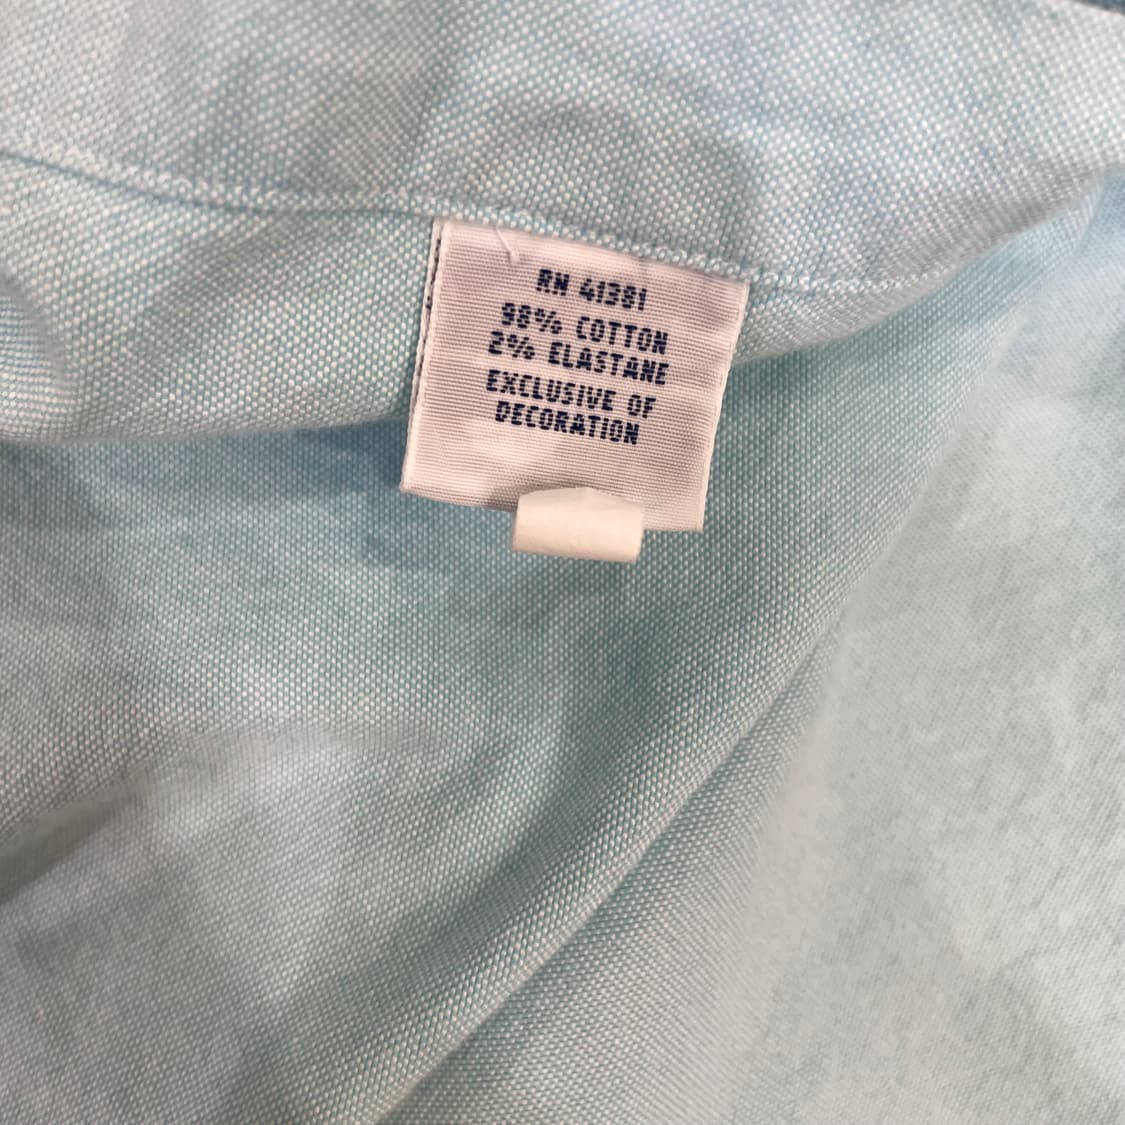 RN 41381
98% COTTON
2% ELASTANE
EXCLUSIVE OF
DECORATION